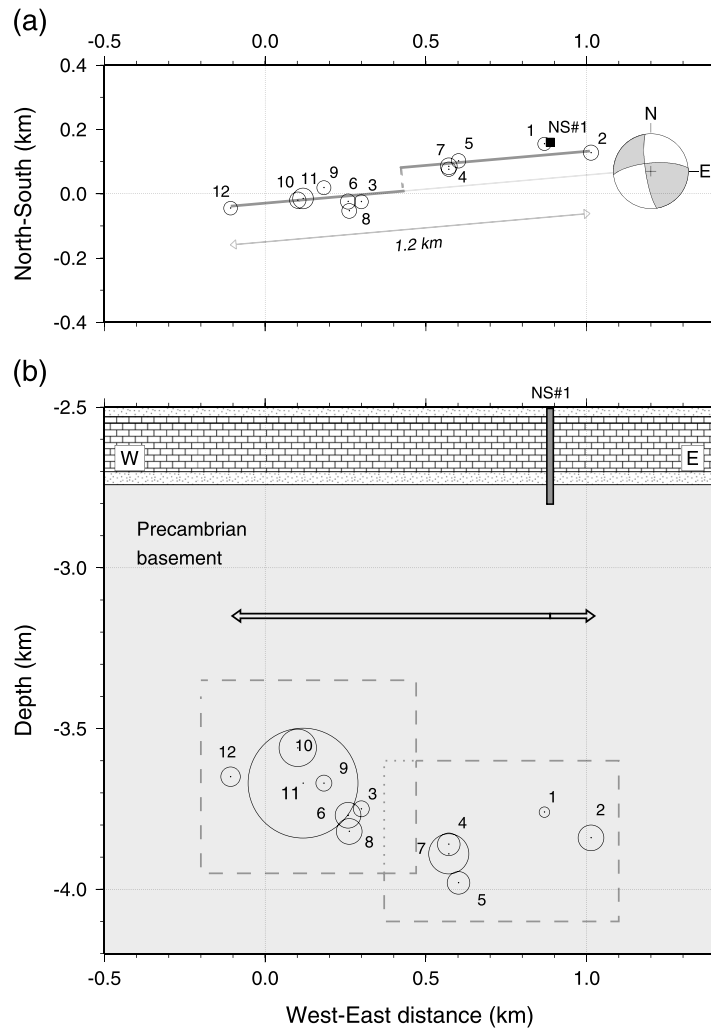 (a)
-0.5 0.0 0.5 1.0
0.4
0.2
0.0
-0.2
-0.4
North-South (km)
N
E
1 NS#1
2
7 5
4
12 10 11 9 6 3
8
1.2 km
(b)
NS#1
-2.5
-3.0
-3.5
-4.0
Depth (km)
W E
Precambrian
basement
12 10 9 3
11 6
8
4 1 2
7
5
-0.5 0.0 0.5 1.0
West-East distance (km)